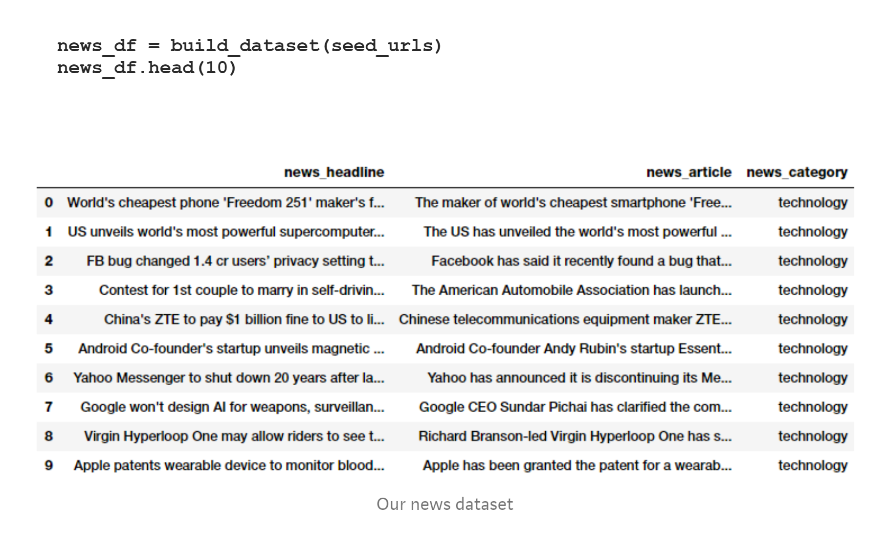 news_df = build_dataset(seed_urls)
news_df.head(10)
news_headline news_article news_category
0 World's cheapest phone 'Freedom 251' maker's f... The maker of world's cheapest smartphone 'Free... technology
1 US unveils world's most powerful supercomputer... The US has unveiled the world's most powerful ... technology
2 FB bug changed 1.4 cr users' privacy setting t... Facebook has said it recently found a bug that... technology
3 Contest for 1st couple to marry in self-drivin... The American Automobile Association has launch... technology
4 China's ZTE to pay $1 billion fine to US to li... Chinese telecommunications equipment maker ZTE... technology
5 Android Co-founder's startup unveils magnetic ... Android Co-founder Andy Rubin's startup Essent... technology
6 Yahoo Messenger to shut down 20 years after la... Yahoo has announced it is discontinuing its Me... technology
7 Google won't design AI for weapons, surveillan... Google CEO Sundar Pichai has clarified the com... technology
8 Virgin Hyperloop One may allow riders to see t... Richard Branson-led Virgin Hyperloop One has s... technology
9 Apple patents wearable device to monitor blood... Apple has been granted the patent for a wearab... technology
Our news dataset